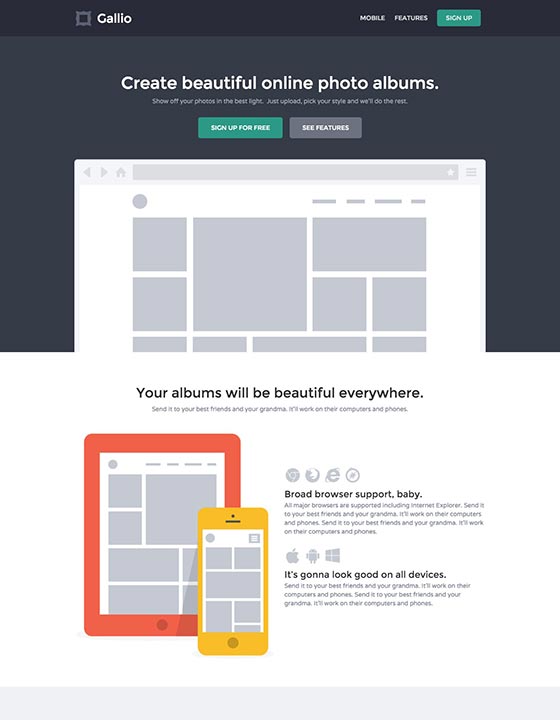 Gallio
MOBILE FEATURES SIGN UP
Create beautiful online photo albums.
Show off your photos in the best light. Just upload, pick your style and we'll do the rest.
SIGN UP FOR FREE SEE FEATURES
Your albums will be beautiful everywhere.
Send it to your best friends and your grandma. It'll work on their computers and phones.
Broad browser support, baby.
All major browsers are supported including Internet Explorer. Send it
to your best friends and your grandma. It'll work on their computers
and phones. Send it to your best friends and your grandma. It'll
work on their computers and phones.
It's gonna look good on all devices.
Send it to your best friends and your grandma. It'll work on their
computers and phones. Send it to your best friends and your
grandma. It'll work on their computers and phones.